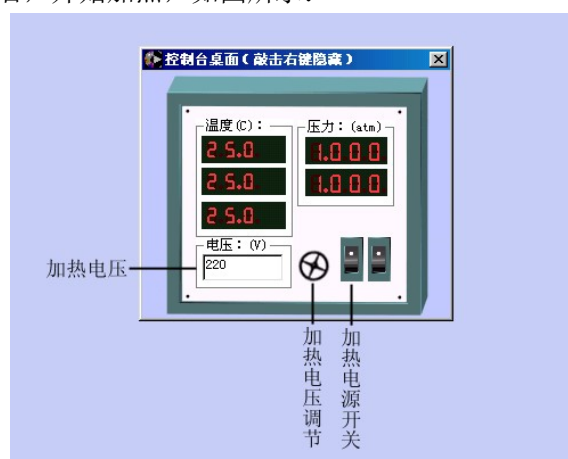 控制台桌面(敲击右键隐藏)
温度(C)：
压力：(atm)
25.0
1.000
25.0
1.000
25.0
电压：(V)
220
加热电压
加热电压调节
加热电源开关